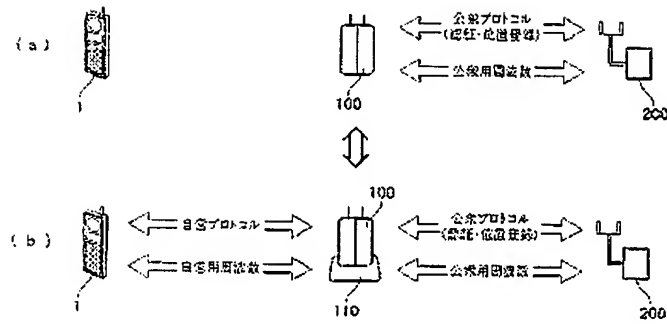 (a)
公衆プロトコル
(認証・位置登録)
公衆用周波数
1
100
200
(b)
自営プロトコル
100
公衆プロトコル
(認証・位置登録)
自営用周波数
公衆用周波数
1
110
200